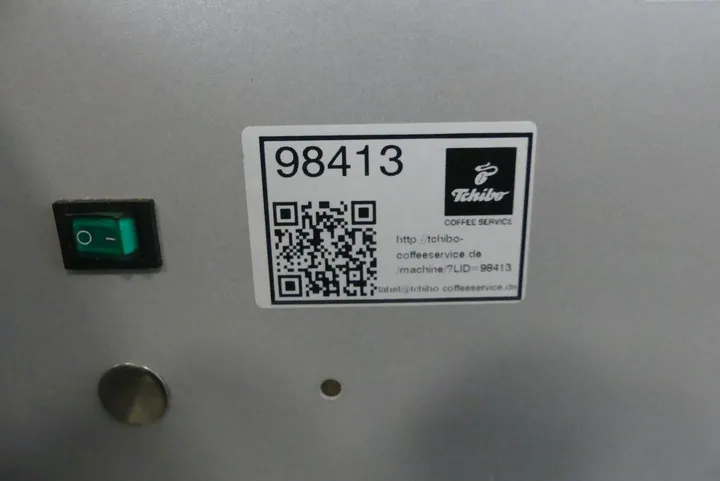 98413
Tchibo
COFFEE SERVICE
http://tchibo-
coffeeservice.de
/machine/?LID=98413
label@tchibo coffeeservice.de
O –